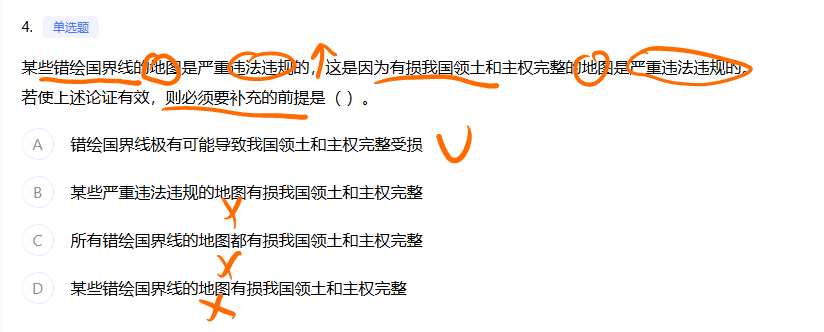 4. 单选题
某些错绘国界线的地图是严重违法违规的，这是因为有损我国领土和主权完整的地图是严重违法违规的。
若使上述论证有效，则必须要补充的前提是（ ）。
A 错绘国界线极有可能导致我国领土和主权完整受损
B 某些严重违法违规的地图有损我国领土和主权完整
C 所有错绘国界线的地图都有损我国领土和主权完整
D 某些错绘国界线的地图有损我国领土和主权完整